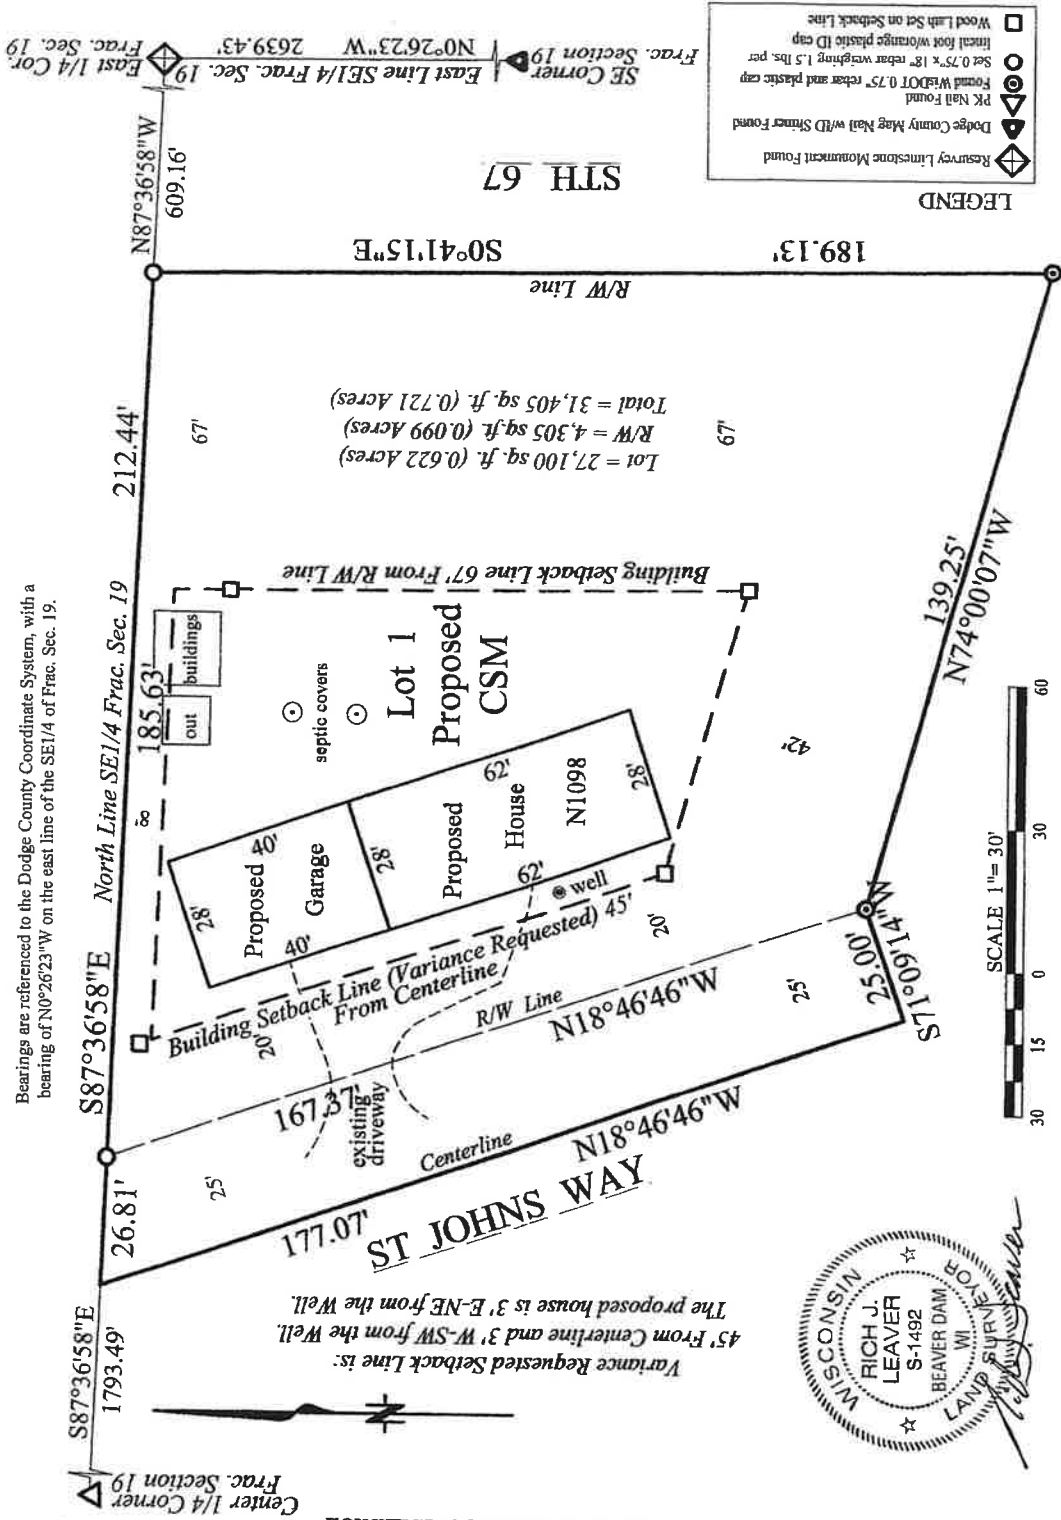 Bearings are referenced to the Dodge County Coordinate System, with a
bearing of N0°26'23"W on the east line of the SE1/4 of Frac. Sec. 19.
Center 1/4 Corner
Frac. Section 19
S87°36'58"E
1793.49'
26.81'
S87°36'58"E
North Line SE1/4 Frac. Sec. 19
185.63'
212.44'
N87°36'58"W
609.16'
East 1/4 Cor.
Frac. Sec. 19
East Line SE1/4 Frac. Sec. 19
N0°26'23"W 2639.43'
SE Corner
Frac. Section 19
STH 67
S0°41'15"E
189.13'
R/W Line
Lot = 27,100 sq. ft. (0.622 Acres)
R/W = 4,305 sq.ft. (0.099 Acres)
Total = 31,405 sq. ft. (0.721 Acres)
67'
67'
Building Setback Line 67' From R/W Line
8'
out
buildings
septic covers
Lot 1
Proposed
CSM
28'
40'
Proposed
Garage
40'
28'
62'
Proposed
House
N1098
28'
62'
well
Building Setback Line (Variance Requested) 45'
From Centerline
20'
20'
42'
R/W Line
N18°46'46"W
167.37'
existing
driveway
25'
25'
Centerline
N18°46'46"W
177.07'
ST JOHNS WAY
25.00'
S71°09'14"W
139.25'
N74°00'07"W
Variance Requested Setback Line is:
45' From Centerline and 3' W-SW from the Well.
The proposed house is 3' E-NE from the Well.
N
SCALE 1"= 30'
30 15 0 30 60
WISCONSIN
RICH J.
LEAVER
S-1492
BEAVER DAM
WI
LAND SURVEYOR
LEGEND
Resurvey Limestone Monument Found
Dodge County Mag Nail w/ID Shiner Found
PK Nail Found
Found WisDOT 0.75" rebar and plastic cap
Set 0.75"x 18" rebar weighing 1.5 lbs. per
lineal foot w/orange plastic ID cap
Wood Lath Set on Setback Line